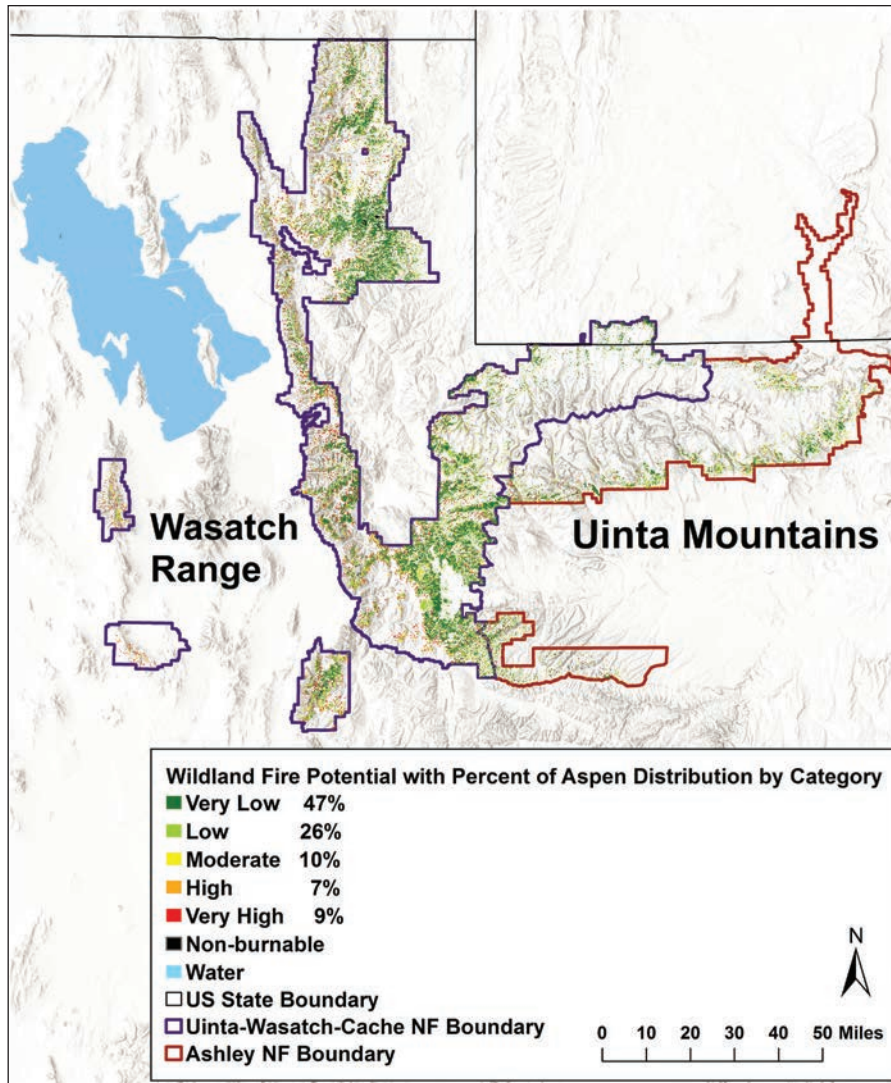 Wasatch
Range
Uinta Mountains
Wildland Fire Potential with Percent of Aspen Distribution by Category
Very Low 47%
Low 26%
Moderate 10%
High 7%
Very High 9%
Non-burnable
Water
US State Boundary
Uinta-Wasatch-Cache NF Boundary
Ashley NF Boundary
N
0 10 20 30 40 50 Miles